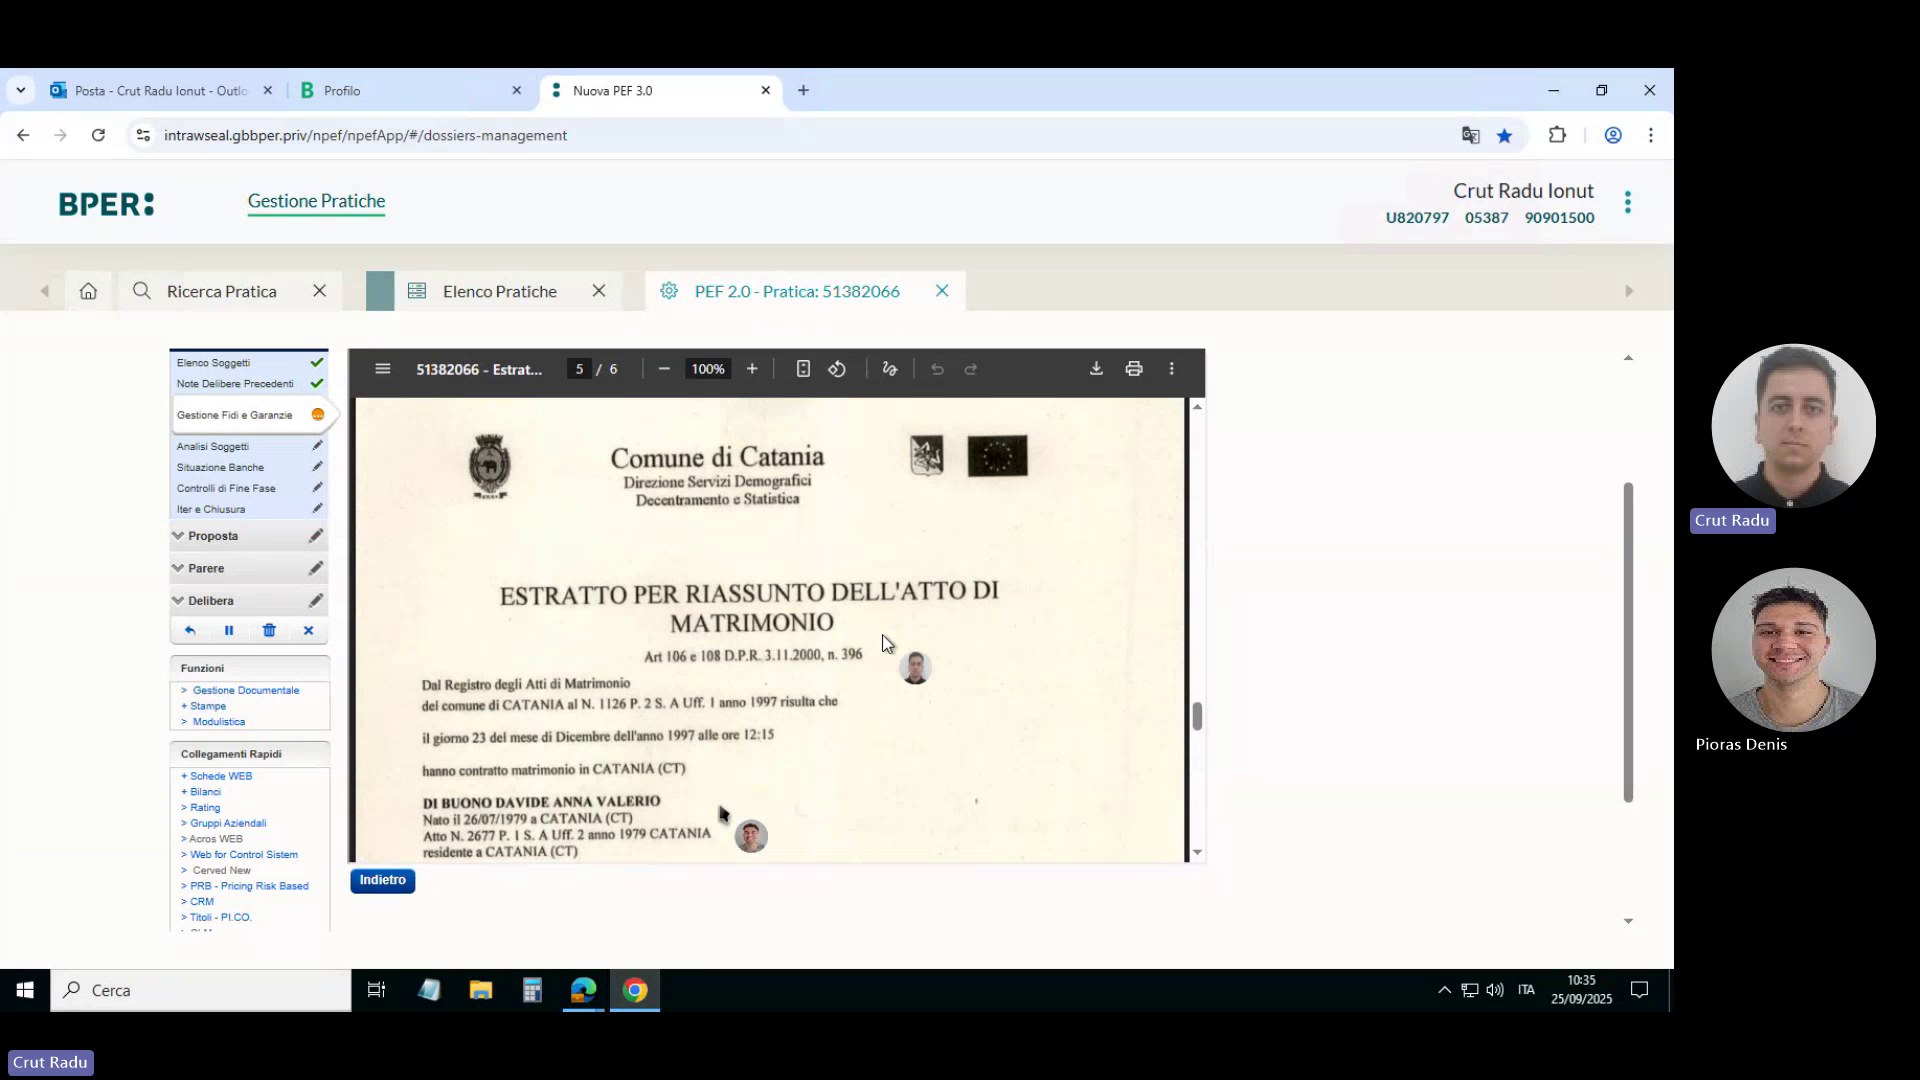 Posta - Crut Radu Ionut - Outlo
Profilo
Nuova PEF 3.0
intrawseal.gbbper.priv/npef/npefApp/#/dossiers-management
BPER:
Gestione Pratiche
Crut Radu Ionut
U820797 05387 90901500
Ricerca Pratica
Elenco Pratiche
PEF 2.0 - Pratica: 51382066
Elenco Soggetti
Note Delibere Precedenti
Gestione Fidi e Garanzie
Analisi Soggetti
Situazione Banche
Controlli di Fine Fase
Iter e Chiusura
Proposta
Parere
Delibera
Funzioni
> Gestione Documentale
+ Stampe
> Modulistica
Collegamenti Rapidi
+ Schede WEB
+ Bilanci
> Rating
> Gruppi Aziendali
> Acros WEB
> Web for Control Sistem
> Cerved New
> PRB - Pricing Risk Based
> CRM
> Titoli - PI.CO.
51382066 - Estrat...
5 / 6
100%
Comune di Catania
Direzione Servizi Demografici
Decentramento e Statistica
ESTRATTO PER RIASSUNTO DELL'ATTO DI
MATRIMONIO
Art 106 e 108 D.P.R. 3.11.2000, n. 396
Dal Registro degli Atti di Matrimonio
del comune di CATANIA al N. 1126 P. 2 S. A Uff. 1 anno 1997 risulta che
il giorno 23 del mese di Dicembre dell'anno 1997 alle ore 12:15
hanno contratto matrimonio in CATANIA (CT)
DI BUONO DAVIDE ANNA VALERIO
Nato il 26/07/1979 a CATANIA (CT)
Atto N. 2677 P. 1 S. A Uff. 2 anno 1979 CATANIA
residente a CATANIA (CT)
Indietro
Crut Radu
Pioras Denis
Cerca
ITA
10:35
25/09/2025
Crut Radu